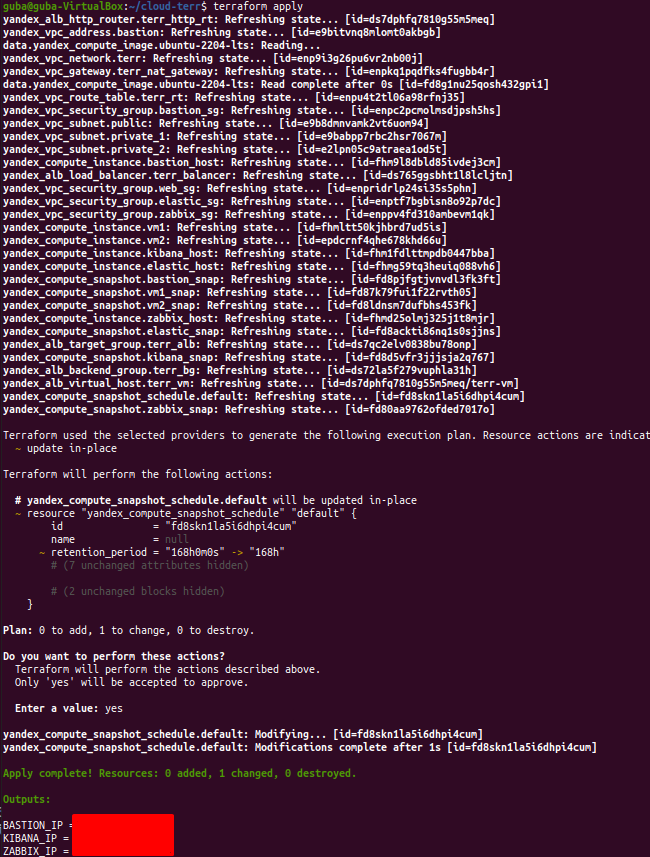 guba@guba-VirtualBox:~/cloud-terr$ terraform apply
yandex_alb_http_router.terr_http_rt: Refreshing state... [id=ds7dphfq7810g55m5meq]
yandex_vpc_address.bastion: Refreshing state... [id=e9bitvnq8mlomt0akbgb]
data.yandex_compute_image.ubuntu-2204-lts: Reading...
yandex_vpc_network.terr: Refreshing state... [id=enp9i3g26pu6vr2nb00j]
yandex_vpc_gateway.terr_nat_gateway: Refreshing state... [id=enpkq1pqdfks4fugbb4r]
data.yandex_compute_image.ubuntu-2204-lts: Read complete after 0s [id=fd8g1nu25qosh432gpi1]
yandex_vpc_route_table.terr_rt: Refreshing state... [id=enpu4t2tl06a98rfnj35]
yandex_vpc_security_group.bastion_sg: Refreshing state... [id=enpc2pcmolmsdjpsh5hs]
yandex_vpc_subnet.public: Refreshing state... [id=e9b8dmnvamk2vt6uom94]
yandex_vpc_subnet.private_1: Refreshing state... [id=e9babpp7rbc2hsr7067m]
yandex_vpc_subnet.private_2: Refreshing state... [id=e2lpn05c9atraea1od5t]
yandex_compute_instance.bastion_host: Refreshing state... [id=fhm9l8dbld85ivdej3cm]
yandex_alb_load_balancer.terr_balancer: Refreshing state... [id=ds765ggsbht1l8lcljtn]
yandex_vpc_security_group.web_sg: Refreshing state... [id=enpridrlp24si35s5phn]
yandex_vpc_security_group.elastic_sg: Refreshing state... [id=enptf7bgbisn8o92p7dc]
yandex_vpc_security_group.zabbix_sg: Refreshing state... [id=enppv4fd310ambevm1qk]
yandex_compute_instance.vm1: Refreshing state... [id=fhmltt50kjhbrd7ud5is]
yandex_compute_instance.vm2: Refreshing state... [id=epdcrnf4qhe678khd66u]
yandex_compute_instance.kibana_host: Refreshing state... [id=fhm1fdlttmpdb0447bba]
yandex_compute_instance.elastic_host: Refreshing state... [id=fhmg59tq3heuiq088vh6]
yandex_compute_snapshot.bastion_snap: Refreshing state... [id=fd8pjfgtjvnvdl3fk3ft]
yandex_compute_snapshot.vm1_snap: Refreshing state... [id=fd87k79fui1f22rvth05]
yandex_compute_snapshot.vm2_snap: Refreshing state... [id=fd8ldnsm7dufbhs453fk]
yandex_compute_instance.zabbix_host: Refreshing state... [id=fhmd25olmj325j1t8mjr]
yandex_compute_snapshot.elastic_snap: Refreshing state... [id=fd8ackti86nq1s0sjjns]
yandex_alb_target_group.terr_alb: Refreshing state... [id=ds7qc2elv0838bu78onp]
yandex_compute_snapshot.kibana_snap: Refreshing state... [id=fd8d5vfr3jjjsja2q767]
yandex_alb_backend_group.terr_bg: Refreshing state... [id=ds72la5f279vuphla31h]
yandex_alb_virtual_host.terr_vm: Refreshing state... [id=ds7dphfq7810g55m5meq/terr-vm]
yandex_compute_snapshot_schedule.default: Refreshing state... [id=fd8skn1la5i6dhpi4cum]
yandex_compute_snapshot.zabbix_snap: Refreshing state... [id=fd80aa9762ofded7017o]
Terraform used the selected providers to generate the following execution plan. Resource actions are indicat
~ update in-place
Terraform will perform the following actions:
# yandex_compute_snapshot_schedule.default will be updated in-place
~ resource "yandex_compute_snapshot_schedule" "default" {
id = "fd8skn1la5i6dhpi4cum"
name = null
~ retention_period = "168h0m0s" -> "168h"
# (7 unchanged attributes hidden)
# (2 unchanged blocks hidden)
}
Plan: 0 to add, 1 to change, 0 to destroy.
Do you want to perform these actions?
Terraform will perform the actions described above.
Only 'yes' will be accepted to approve.
Enter a value: yes
yandex_compute_snapshot_schedule.default: Modifying... [id=fd8skn1la5i6dhpi4cum]
yandex_compute_snapshot_schedule.default: Modifications complete after 1s [id=fd8skn1la5i6dhpi4cum]
Apply complete! Resources: 0 added, 1 changed, 0 destroyed.
Outputs:
BASTION_IP =
KIBANA_IP =
ZABBIX_IP =